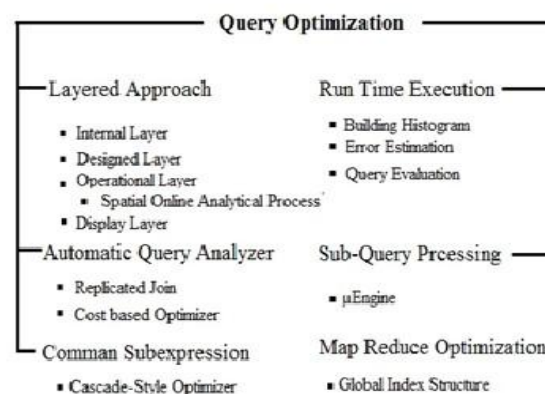 Query Optimization
Layered Approach
▪ Internal Layer
▪ Designed Layer
▪ Operational Layer
▪ Spatial Online Analytical Process
▪ Display Layer
Automatic Query Analyzer
▪ Replicated Join
▪ Cost based Optimizer
Comman Subexpression
▪ Cascade-Style Optimizer
Run Time Execution
▪ Building Histogram
▪ Error Estimation
▪ Query Evaluation
Sub-Query Prcessing
▪ µEngine
Map Reduce Optimization
▪ Global Index Structure